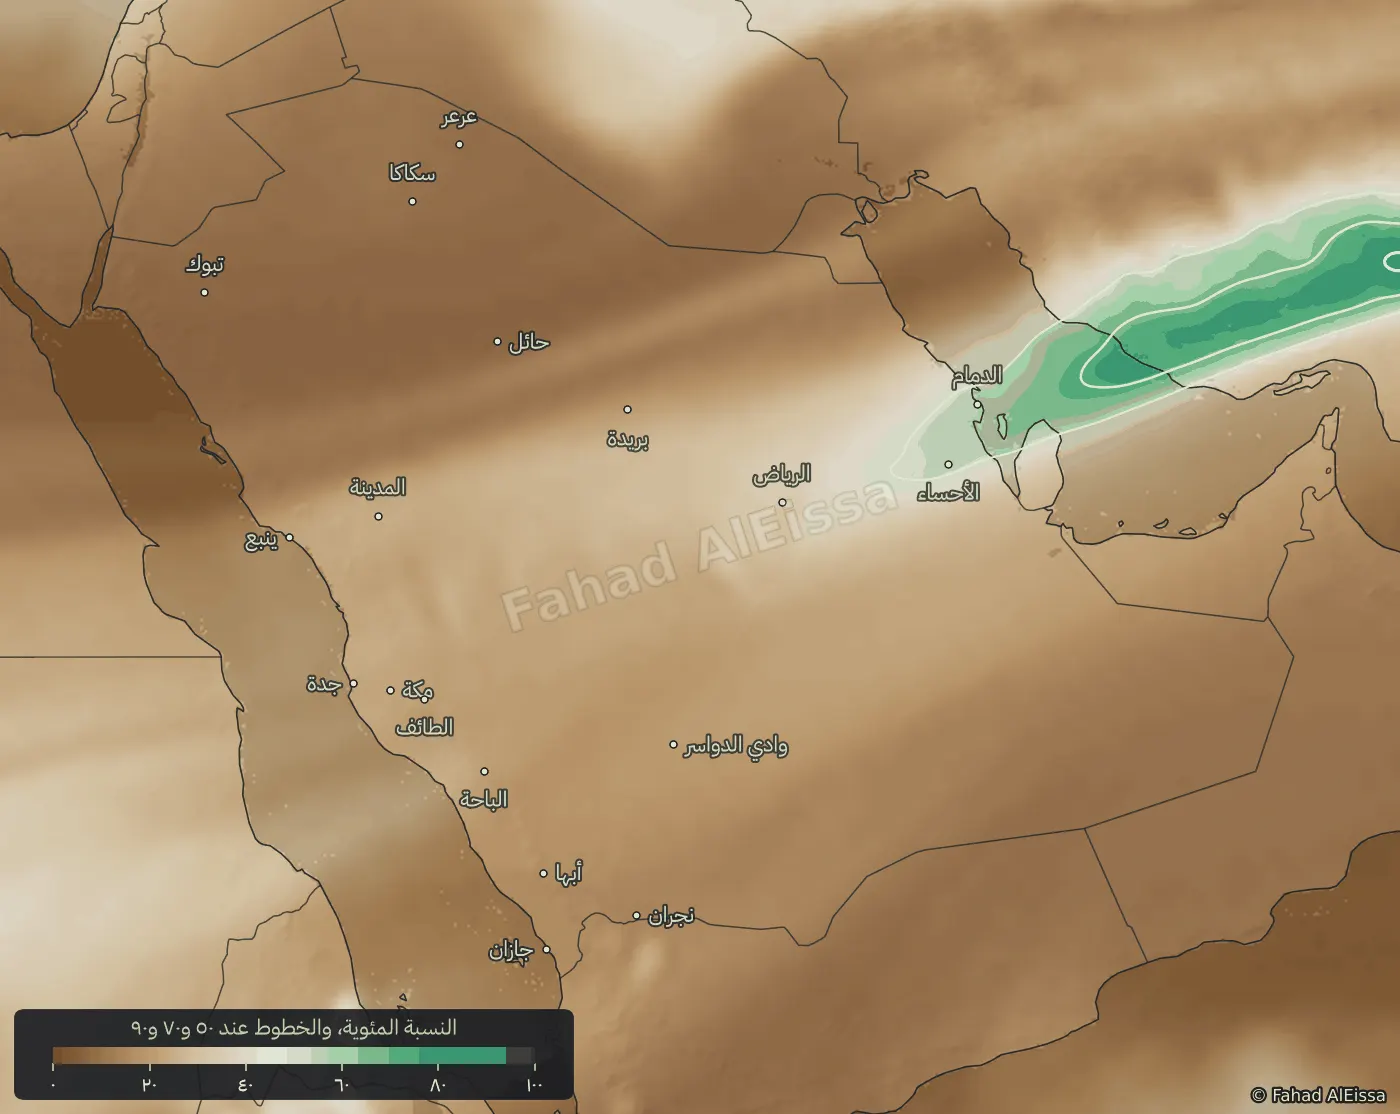 عرعر
سكاكا
تبوك
حائل
الدمام
بريدة
الرياض
الأحساء
المدينة
ينبع
Fahad AlEissa
جدة
مكة
الطائف
وادي الدواسر
الباحة
أبها
نجران
جازان
النسبة المئوية، والخطوط عند ٥٠ و٧٠ و٩٠
٠ ٢٠ ٤٠ ٦٠ ٨٠ ١٠٠
© Fahad AlEissa